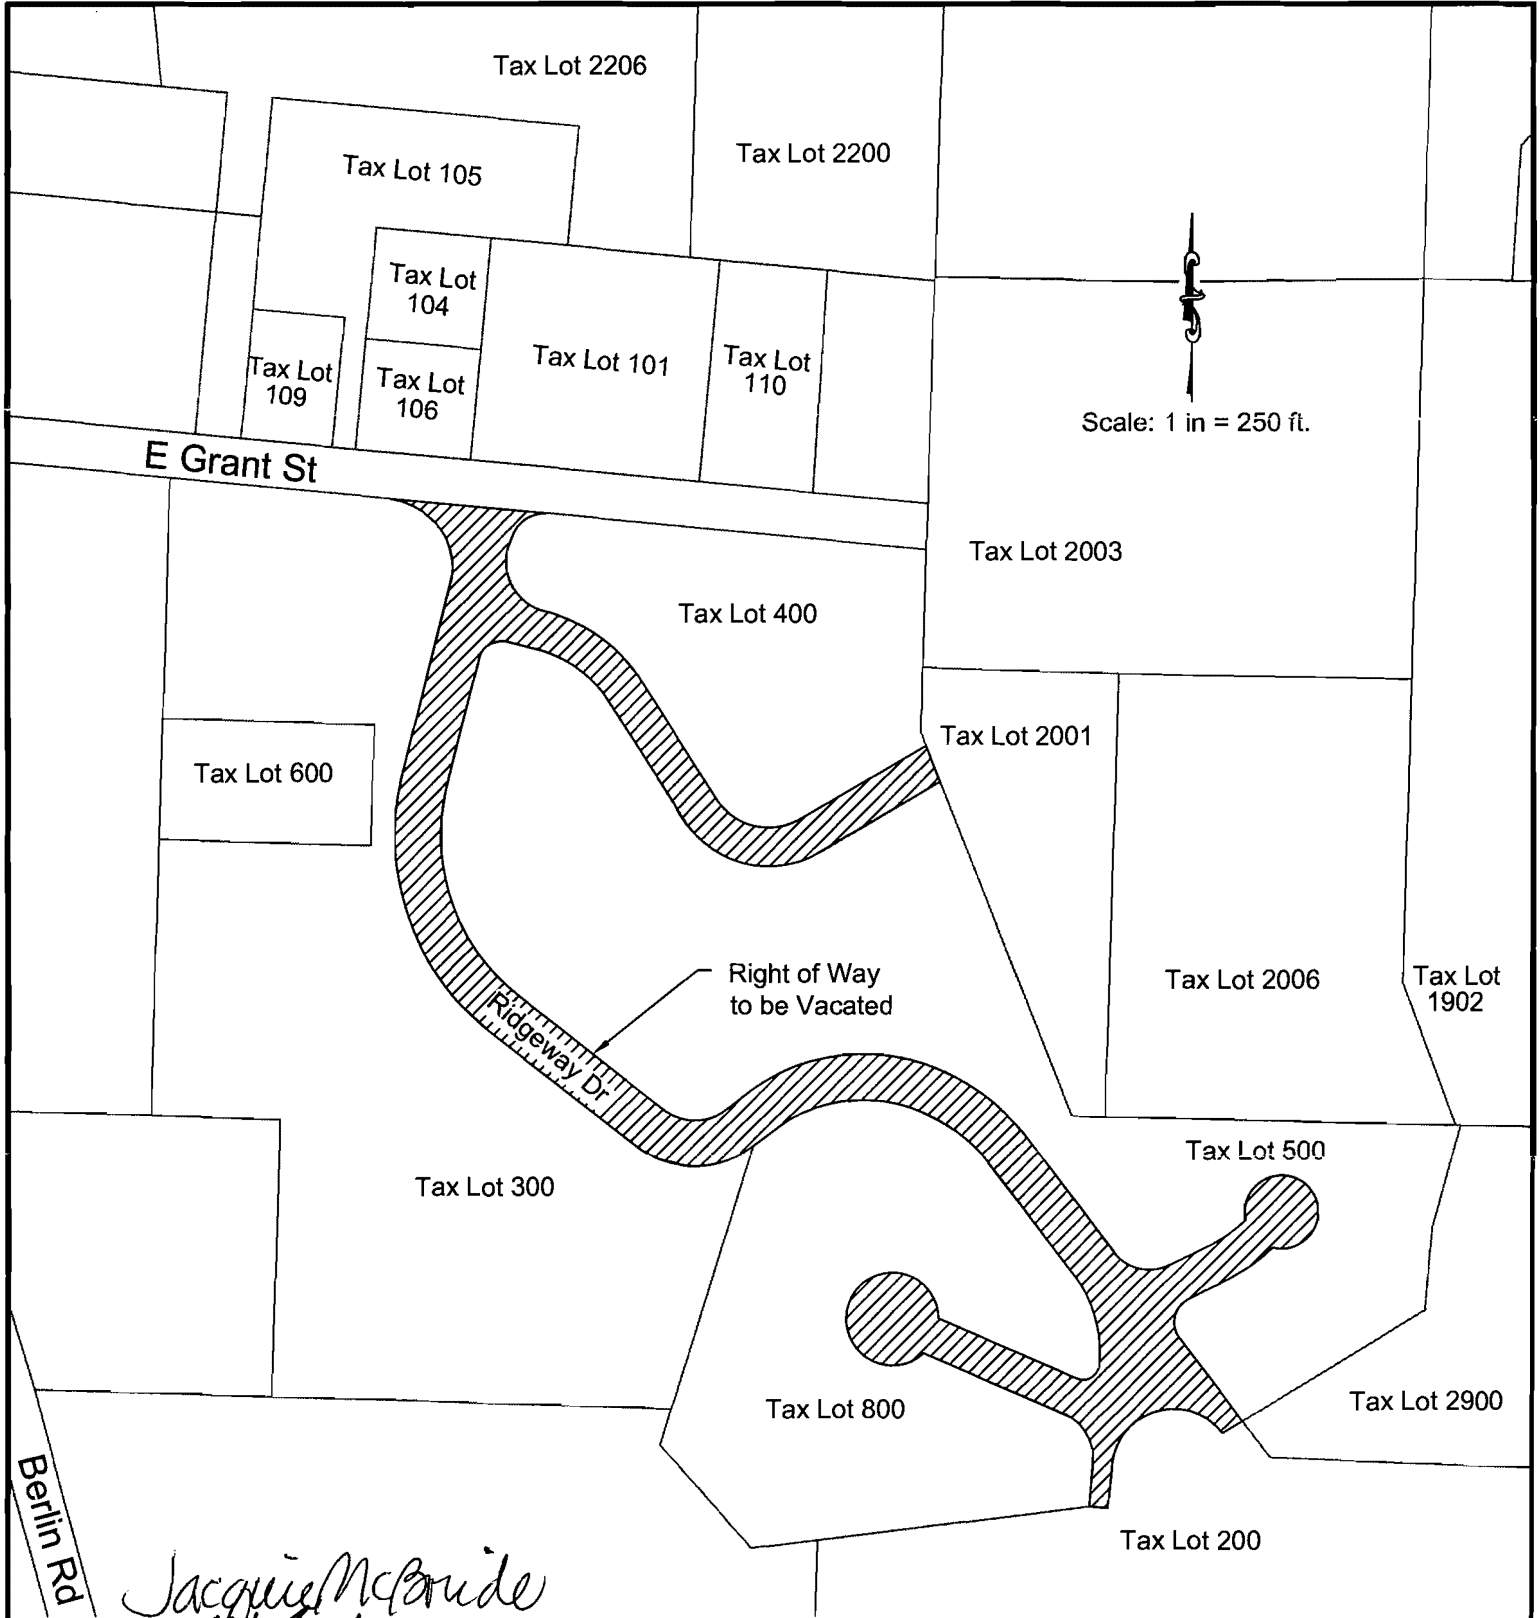 Tax Lot 2206
Tax Lot 2200
Tax Lot 105
Tax Lot
104
Tax Lot 101
Tax Lot
110
Tax Lot
109
Tax Lot
106
Scale: 1 in = 250 ft.
E Grant St
Tax Lot 2003
Tax Lot 400
Tax Lot 2001
Tax Lot 600
Right of Way
to be Vacated
Tax Lot 2006
Tax Lot
1902
Ridgeway Dr
Tax Lot 500
Tax Lot 300
Tax Lot 800
Tax Lot 2900
Berlin Rd
Tax Lot 200
Jacquie McBride